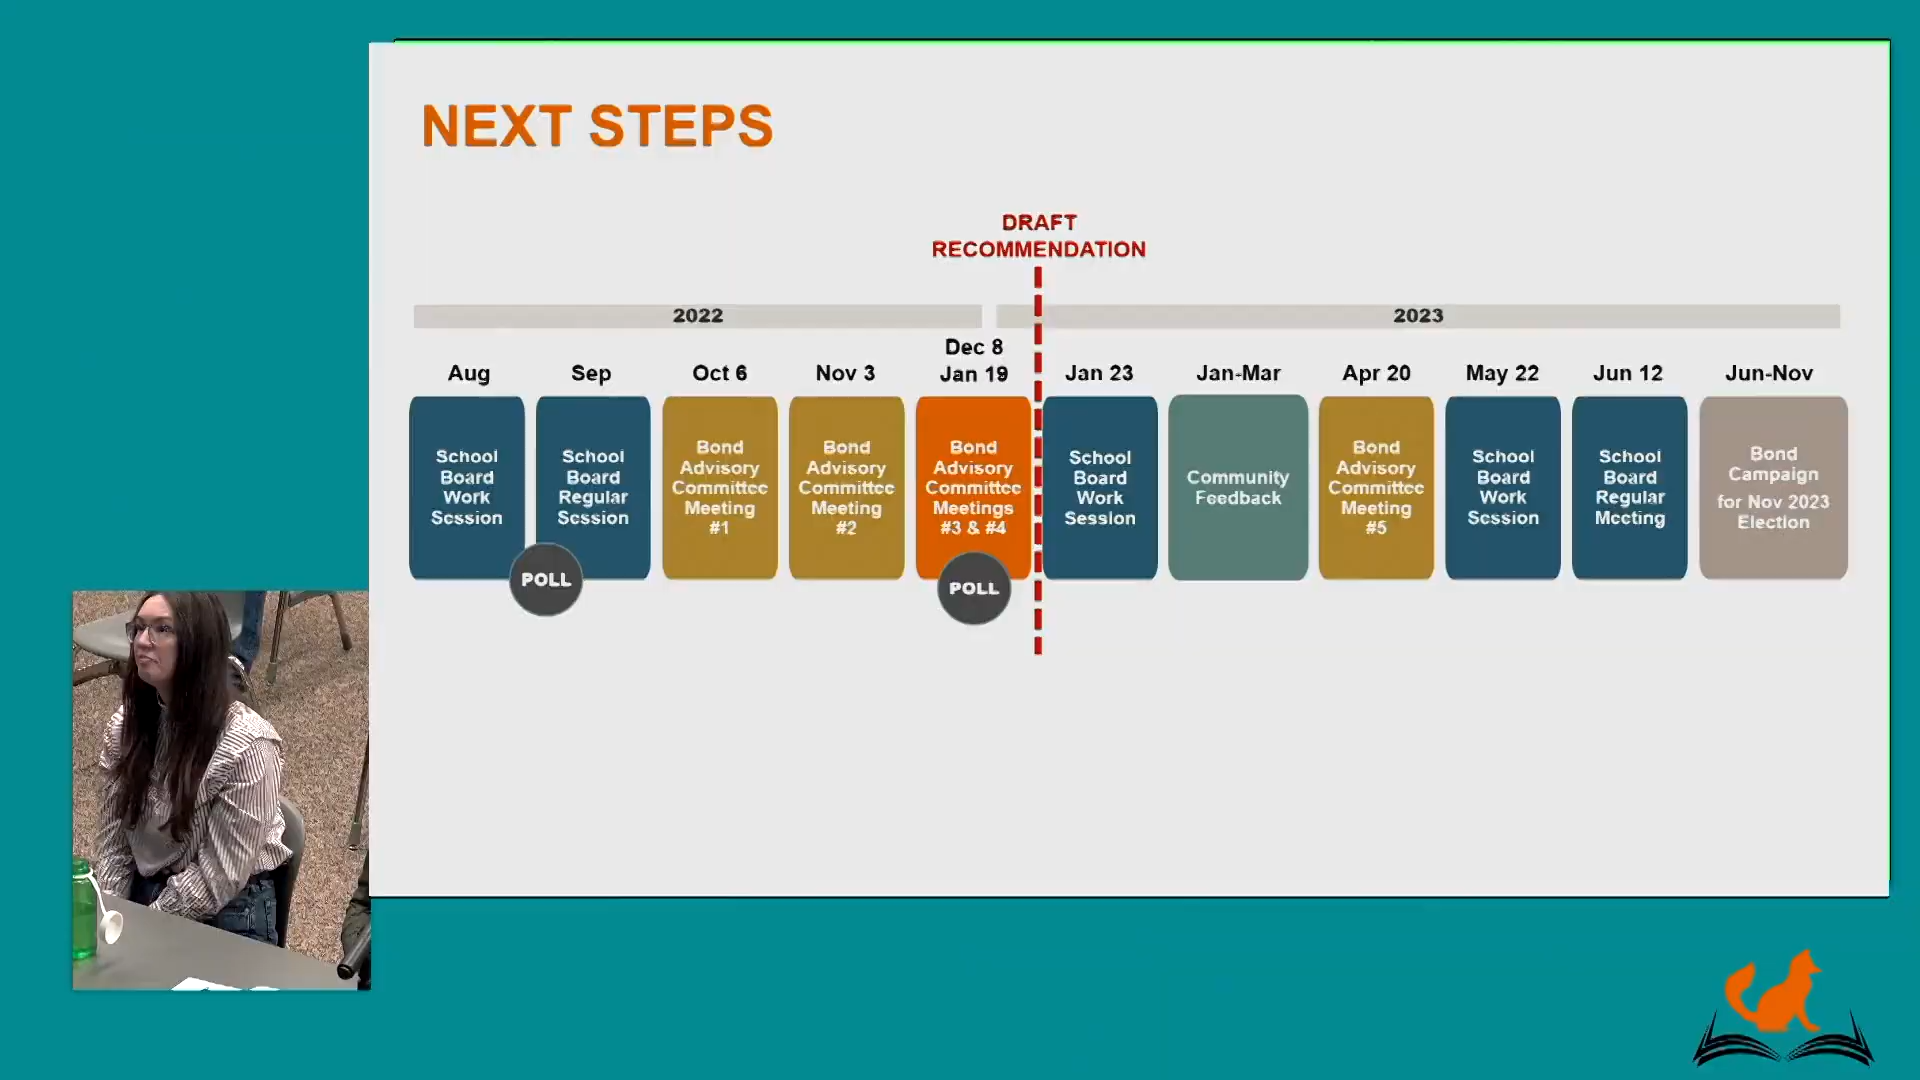 NEXT STEPS
DRAFT
RECOMMENDATION
2022
2023
Aug
Sep
Oct 6
Nov 3
Dec 8
Jan 19
Jan 23
Jan-Mar
Apr 20
May 22
Jun 12
Jun-Nov
School
Board
Work
Session
School
Board
Regular
Session
POLL
Bond
Advisory
Committee
Meeting
#1
Bond
Advisory
Committee
Meeting
#2
Bond
Advisory
Committee
Meetings
#3 & #4
POLL
School
Board
Work
Session
Community
Feedback
Bond
Advisory
Committee
Meeting
#5
School
Board
Work
Session
School
Board
Regular
Meeting
Bond
Campaign
for Nov 2023
Election